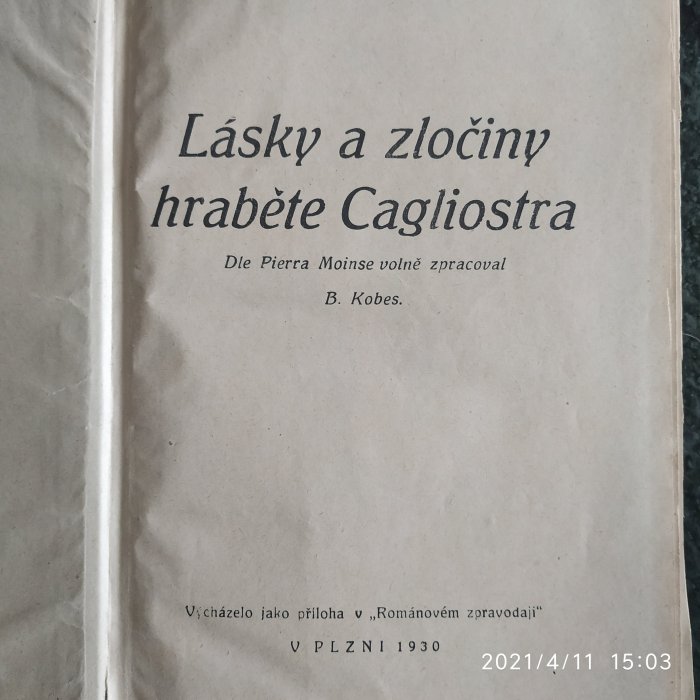 Lásky a zločiny
hraběte Cagliostra
Dle Pierra Moinse volně zpracoval
B. Kobes.
Vycházelo jako příloha v „Románovém zpravodaji“
V PLZNI 1930
2021/4/11 15:03